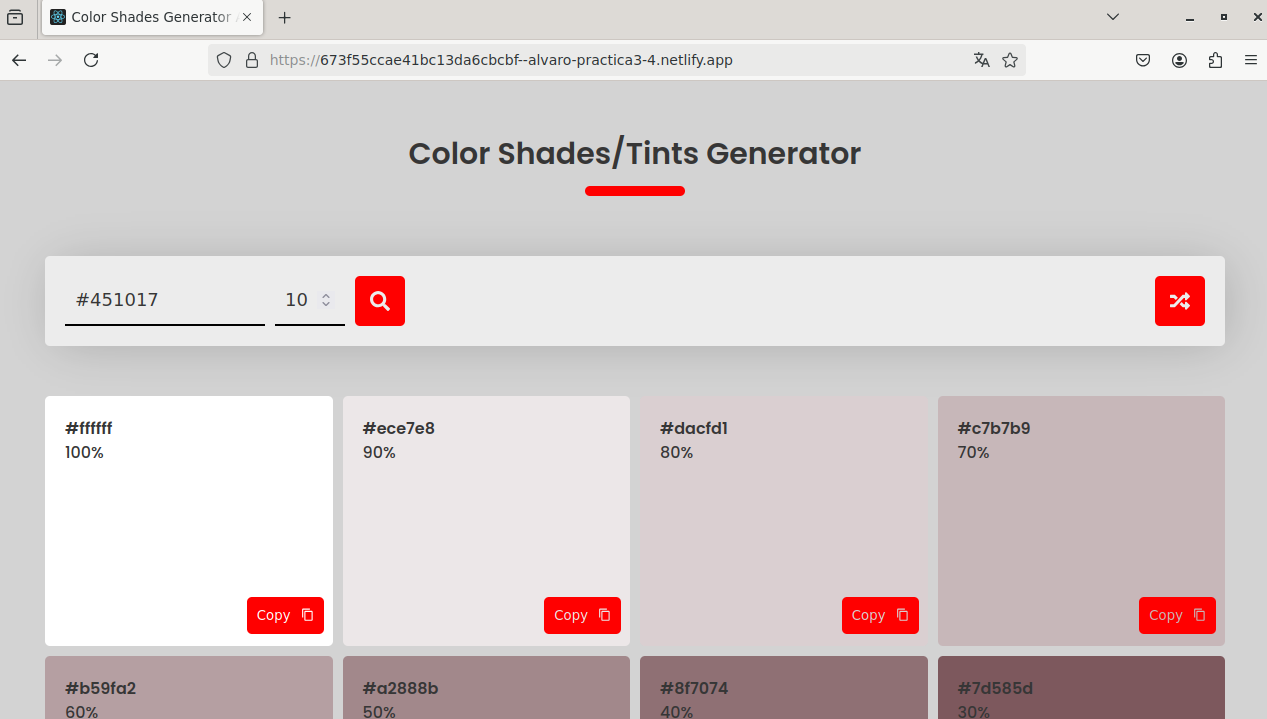 Color Shades Generator
https://673f55ccae41bc13da6cbcbf--alvaro-practica3-4.netlify.app
Color Shades/Tints Generator
#451017
10
#ffffff
100%
Copy
#ece7e8
90%
Copy
#dacfd1
80%
Copy
#c7b7b9
70%
Copy
#b59fa2
60%
#a2888b
50%
#8f7074
40%
#7d585d
30%